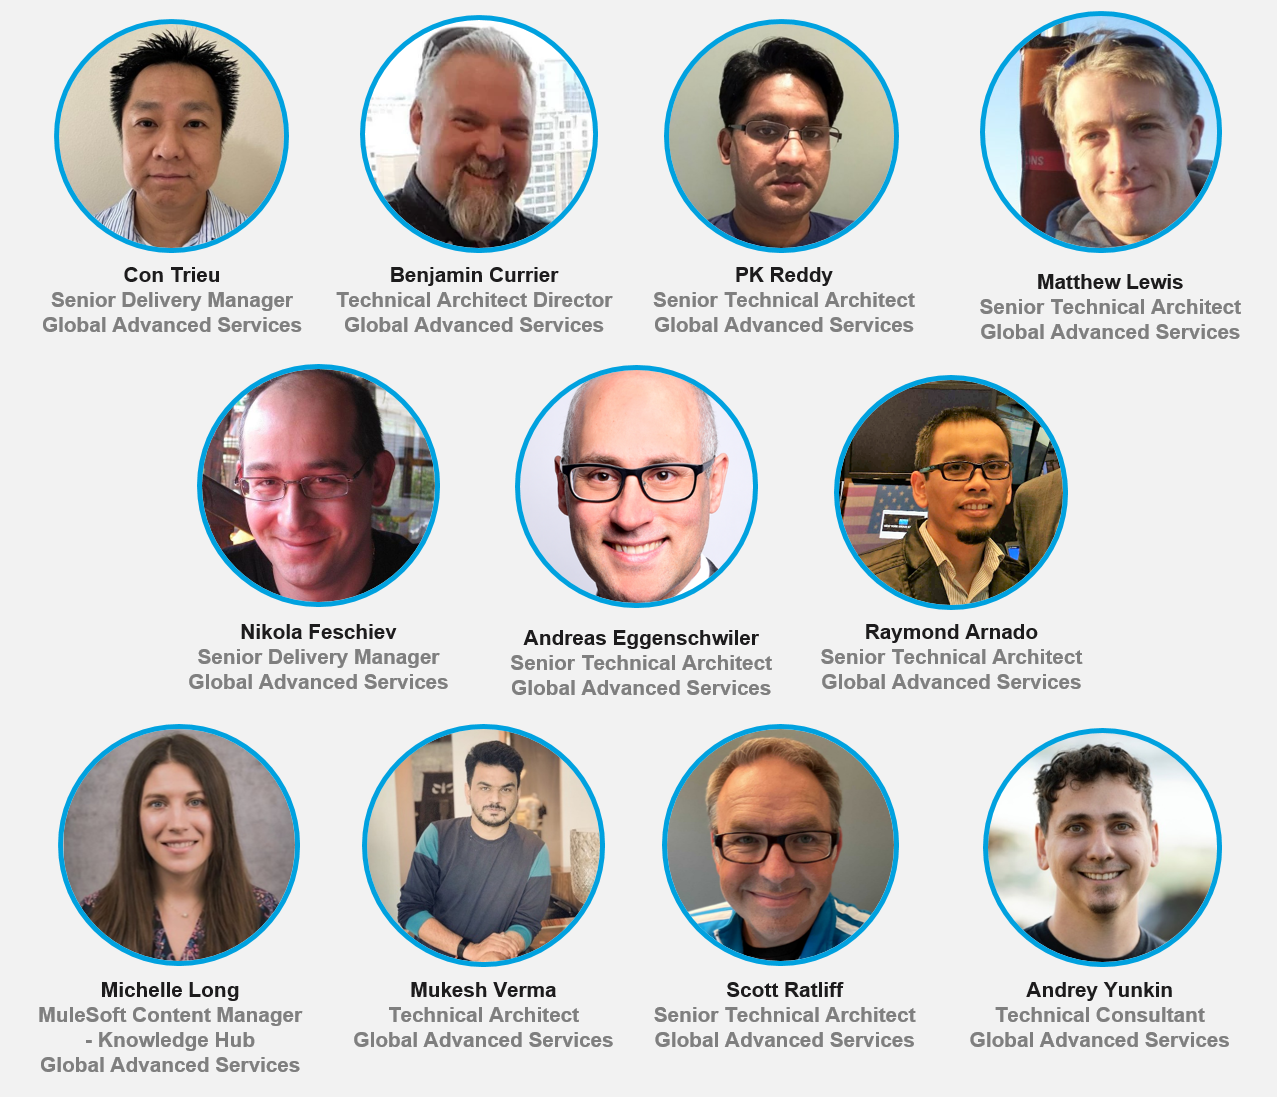 Con Trieu
Senior Delivery Manager
Global Advanced Services
Benjamin Currier
Technical Architect Director
Global Advanced Services
PK Reddy
Senior Technical Architect
Global Advanced Services
Matthew Lewis
Senior Technical Architect
Global Advanced Services
Nikola Feschiev
Senior Delivery Manager
Global Advanced Services
Andreas Eggenschwiler
Senior Technical Architect
Global Advanced Services
Raymond Arnado
Senior Technical Architect
Global Advanced Services
Michelle Long
MuleSoft Content Manager
- Knowledge Hub
Global Advanced Services
Mukesh Verma
Technical Architect
Global Advanced Services
Scott Ratliff
Senior Technical Architect
Global Advanced Services
Andrey Yunkin
Technical Consultant
Global Advanced Services